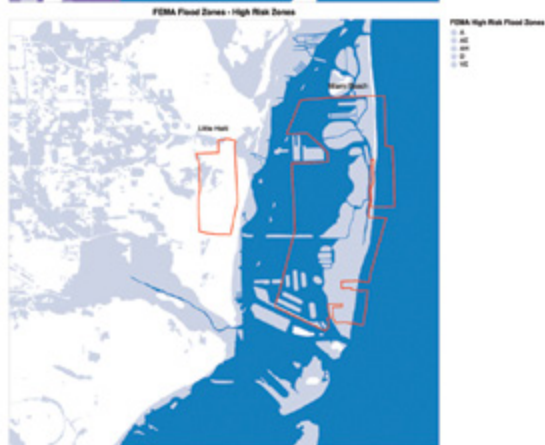 FEMA Flood Zones - High Risk Zones
FEMA High Risk Flood Zones
A
AE
AH
D
VE
Miami Beach
Little Haiti